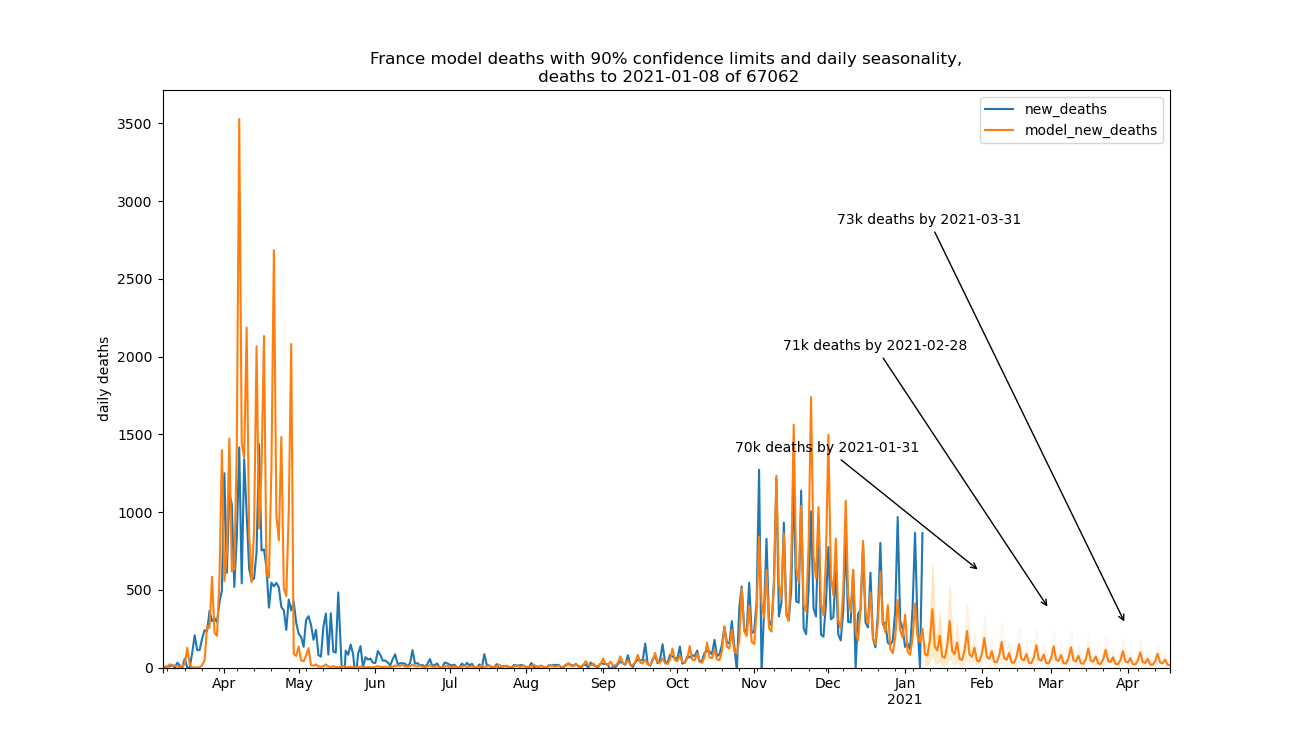 France model deaths with 90% confidence limits and daily seasonality,
deaths to 2021-01-08 of 67062
new_deaths
model_new_deaths
3500
3000
2500
2000
1500
1000
500
0
daily deaths
73k deaths by 2021-03-31
71k deaths by 2021-02-28
70k deaths by 2021-01-31
Apr May Jun Jul Aug Sep Oct Nov Dec Jan Feb Mar Apr
2021